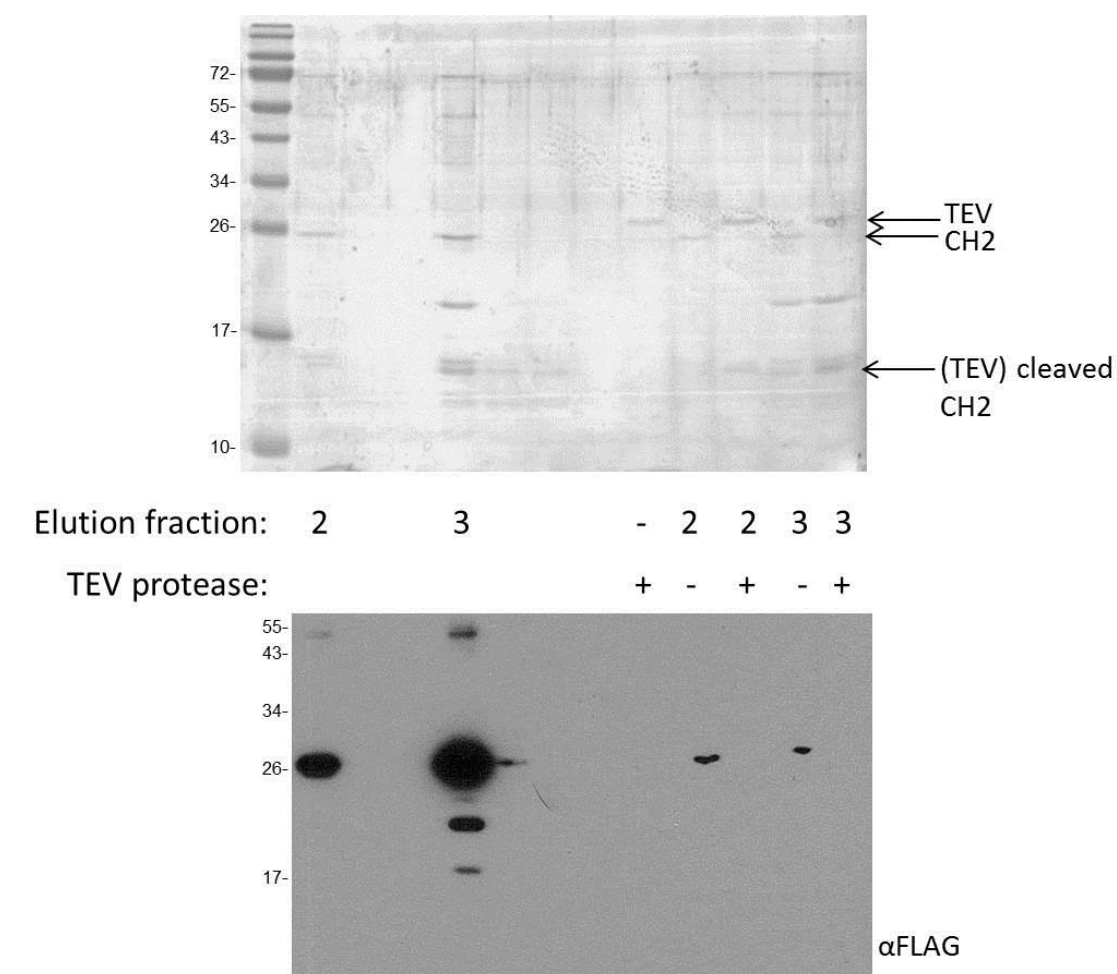 72-
55-
43-
34-
26-
17-
10-
TEV
CH2
(TEV) cleaved
CH2
Elution fraction: 2 3 - 2 2 3 3
TEV protease: + - + - +
55-
43-
34-
26-
17-
αFLAG